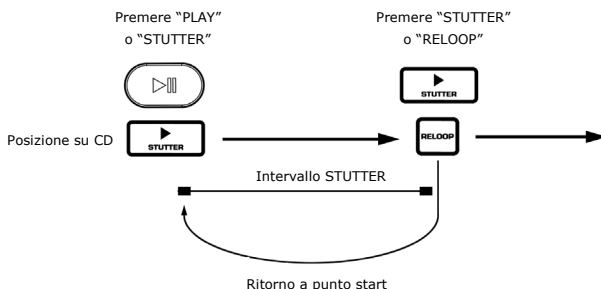 Premere “PLAY”
o “STUTTER”
Premere “STUTTER”
o “RELOOP”
STUTTER
Posizione su CD
STUTTER
RELOOP
Intervallo STUTTER
Ritorno a punto start